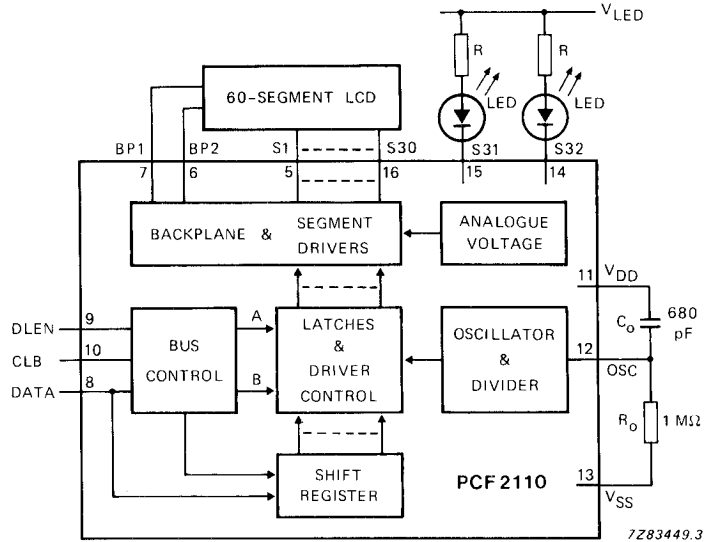 V LED
R
R
LED
LED
60-SEGMENT LCD
BP1
BP2
S1
S30
S31
S32
7
6
5
16
15
14
BACKPLANE & SEGMENT
DRIVERS
ANALOGUE
VOLTAGE
11
VDD
Co
680
pF
DLEN
9
A
CLB
10
BUS
CONTROL
LATCHES
&
DRIVER
CONTROL
OSCILLATOR
&
DIVIDER
12
OSC
DATA
8
B
Ro
1 MΩ
SHIFT
REGISTER
PCF2110
13
VSS
7Z83449.3